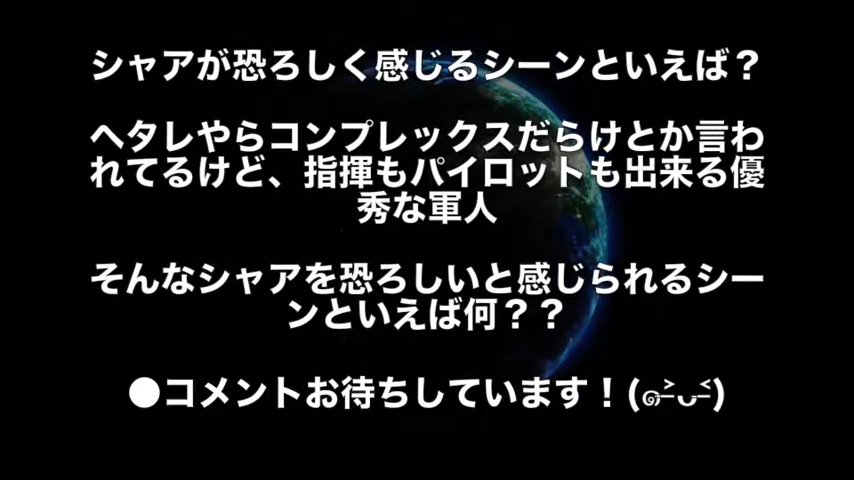 シャアが恐ろしく感じるシーンといえば？
ヘタレやらコンプレックスだらけとか言わ
れてるけど、指揮もパイロットも出来る優
秀な軍人
そんなシャアを恐ろしいと感じられるシー
ンといえば何？？
●コメントお待ちしています！(๑˃̵ᴗ˂̵)